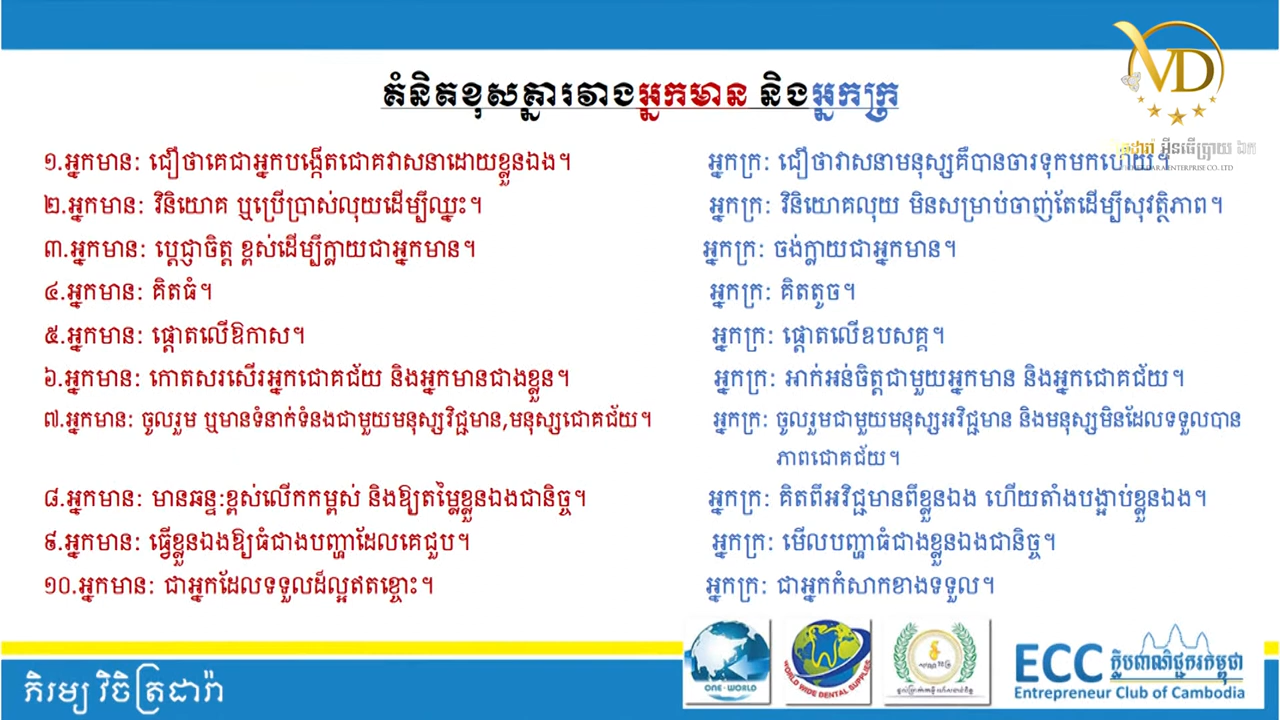 VD
គំនិតខុសគ្នារវាងអ្នកមាន និងអ្នកក្រ
១.អ្នកមាន: ជឿថាគេជាអ្នកបង្កើតជោគវាសនាដោយខ្លួនឯង។
អ្នកក្រ: ជឿថាវាសនាមនុស្សគឺបានចារទុកមកហើយ។
២.អ្នកមាន: វិនិយោគ ឬប្រើប្រាស់លុយដើម្បីឈ្នះ។
អ្នកក្រ: វិនិយោគលុយ មិនសម្រាប់ចាញ់តែដើម្បីសុវត្ថិភាព។
៣.អ្នកមាន: ប្តេជ្ញាចិត្ត ខ្ពស់ដើម្បីក្លាយជាអ្នកមាន។
អ្នកក្រ: ចង់ក្លាយជាអ្នកមាន។
៤.អ្នកមាន: គិតធំ។
អ្នកក្រ: គិតតូច។
៥.អ្នកមាន: ផ្តោតលើឱកាស។
អ្នកក្រ: ផ្តោតលើឧបសគ្គ។
៦.អ្នកមាន: កោតសរសើរអ្នកជោគជ័យ និងអ្នកមានជាងខ្លួន។
អ្នកក្រ: អាក់អន់ចិត្តជាមួយអ្នកមាន និងអ្នកជោគជ័យ។
៧.អ្នកមាន: ចូលរួម ឬមានទំនាក់ទំនងជាមួយមនុស្សវិជ្ជមាន,មនុស្សជោគជ័យ។
អ្នកក្រ: ចូលរួមជាមួយមនុស្សអវិជ្ជមាន និងមនុស្សមិនដែលទទួលបាន
ភាពជោគជ័យ។
៨.អ្នកមាន: មានឆន្ទៈខ្ពស់លើកកម្ពស់ និងឱ្យតម្លៃខ្លួនឯងជានិច្ច។
អ្នកក្រ: គិតពីអវិជ្ជមានពីខ្លួនឯង ហើយតាំងបង្អាប់ខ្លួនឯង។
៩.អ្នកមាន: ធ្វើខ្លួនឯងឱ្យធំជាងបញ្ហាដែលគេជួប។
អ្នកក្រ: មើលបញ្ហាធំជាងខ្លួនឯងជានិច្ច។
១០.អ្នកមាន: ជាអ្នកដែលទទួលដ៏ល្អឥតខ្ចោះ។
អ្នកក្រ: ជាអ្នកកំសាកខាងទទួល។
ភិរម្យ វិចិត្រដារ៉ា
ONE-WORLD
WORLD WIDE DENTAL SUPPLIES
ECC ក្លិបពាណិជ្ជករកម្ពុជា
Entrepreneur Club of Cambodia